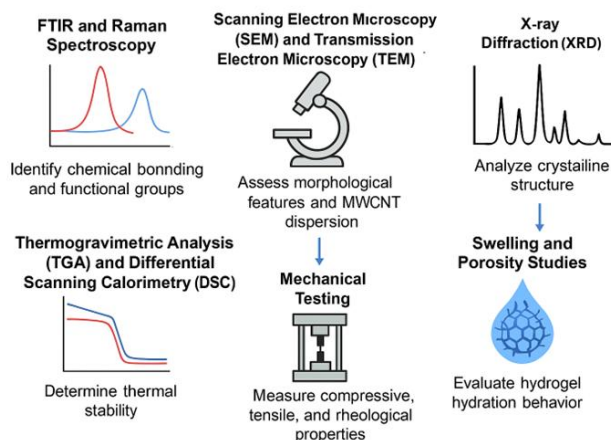 FTIR and Raman
Spectroscopy
Identify chemical bonnding
and functional groups
Scanning Electron Microscopy
(SEM) and Transmission
Electron Microscopy (TEM)
Assess morphological
features and MWCNT
dispersion
X-ray
Diffraction (XRD)
Analyze crystailine
structure
Thermogravimetric Analysis
(TGA) and Differential
Scanning Calorimetry (DSC)
Determine thermal
stability
Mechanical
Testing
Measure compressive,
tensile, and rheological
properties
Swelling and
Porosity Studies
Evaluate hydrogel
hydration behavior